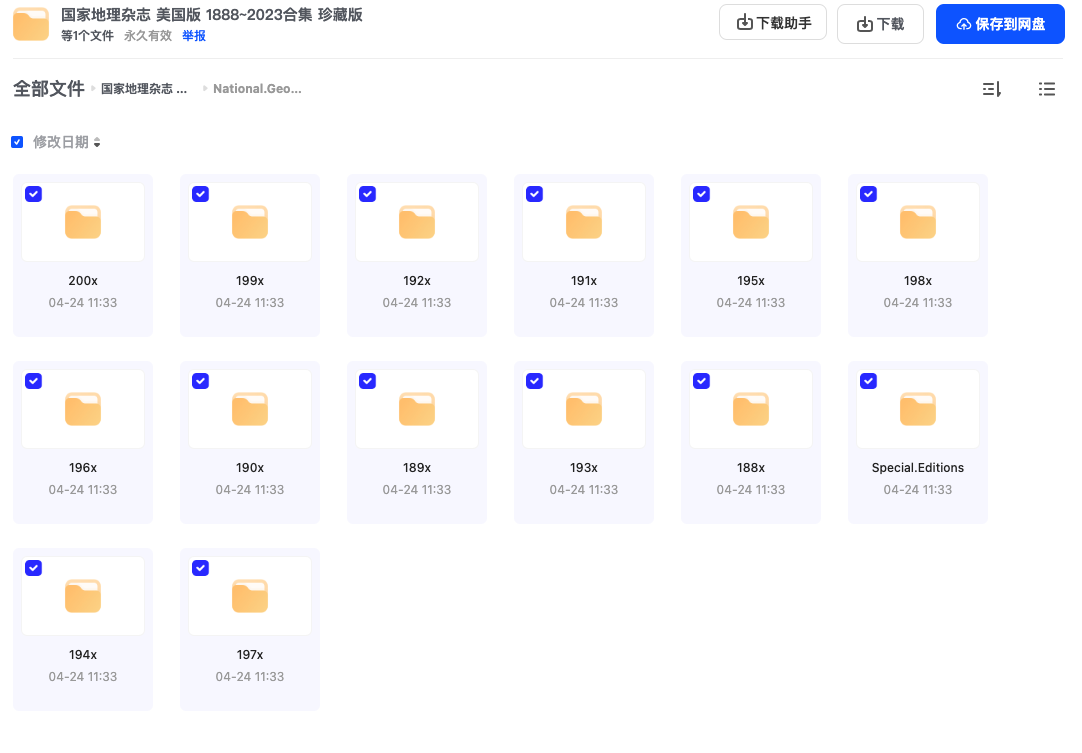 国家地理杂志 美国版 1888~2023合集 珍藏版
等1个文件 永久有效 举报
下载助手
下载
保存到网盘
全部文件 国家地理杂志 ... National.Geo...
修改日期
200x 199x 192x 191x 195x 198x
04-24 11:33 04-24 11:33 04-24 11:33 04-24 11:33 04-24 11:33 04-24 11:33
196x 190x 189x 193x 188x Special.Editions
04-24 11:33 04-24 11:33 04-24 11:33 04-24 11:33 04-24 11:33 04-24 11:33
194x 197x
04-24 11:33 04-24 11:33